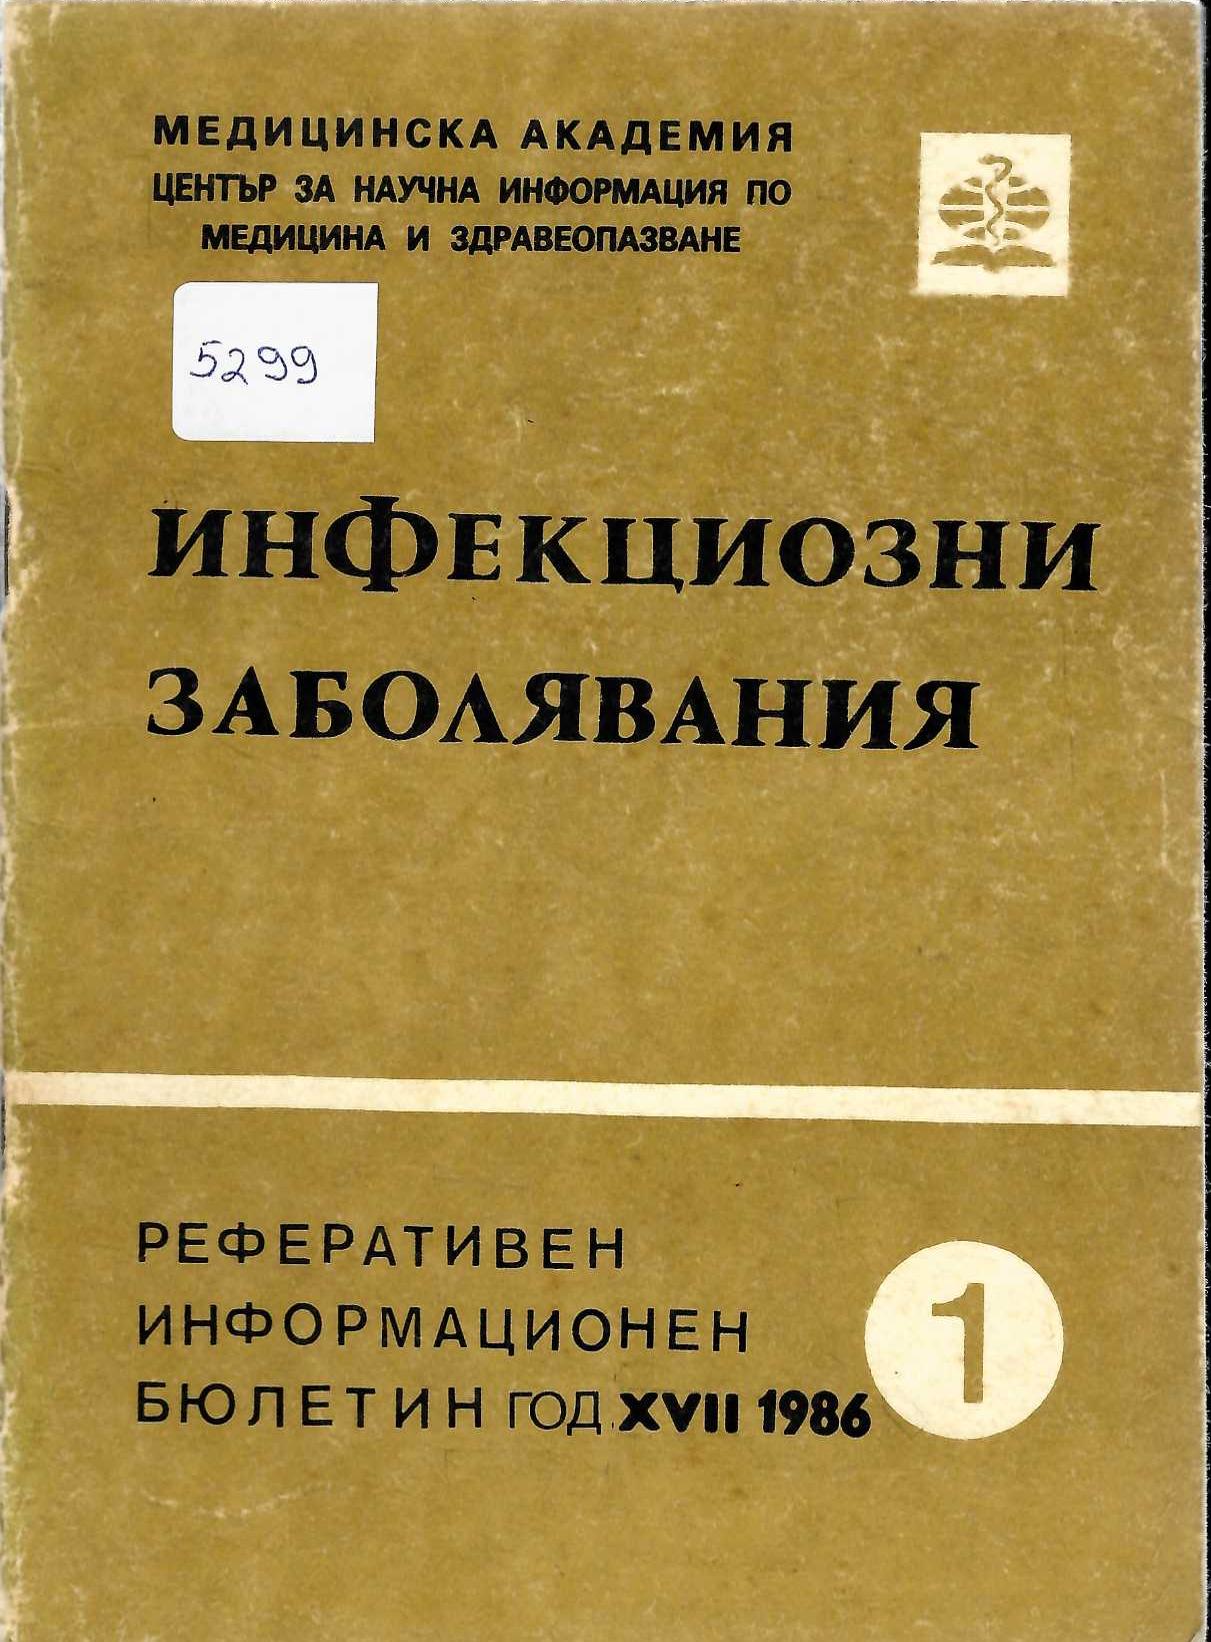 МЕДИЦИНСКА АКАДЕМИЯ
ЦЕНТЪР ЗА НАУЧНА ИНФОРМАЦИЯ ПО
МЕДИЦИНА И ЗДРАВЕОПАЗВАНЕ
5299
ИНФЕКЦИОЗНИ
ЗАБОЛЯВАНИЯ
РЕФЕРАТИВЕН
ИНФОРМАЦИОНЕН
БЮЛЕТИН ГОД. XVII 1986
1